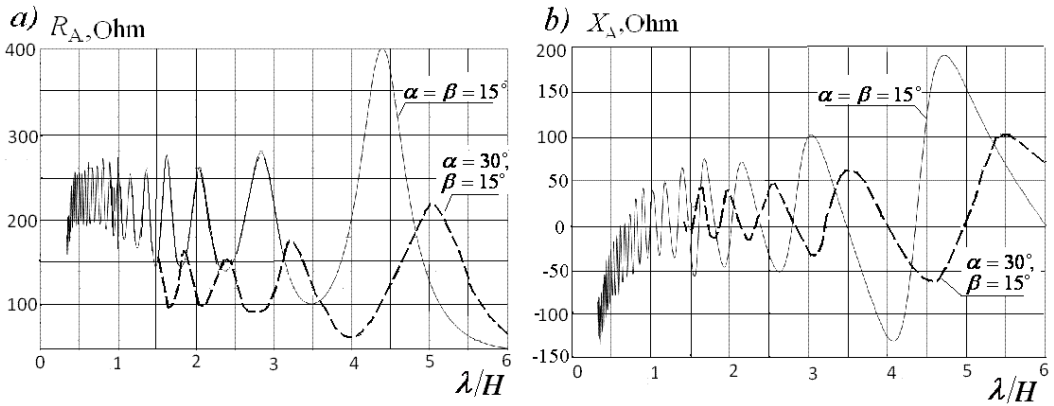 a) R_A,Ohm
400
300
200
100
0 1 2 3 4 5 6
λ/H
α = β = 15°
α = 30°,
β = 15°
b) X_A,Ohm
200
150
100
50
0
-50
-100
-150
0 1 2 3 4 5 6
λ/H
α = β = 15°
α = 30°,
β = 15°